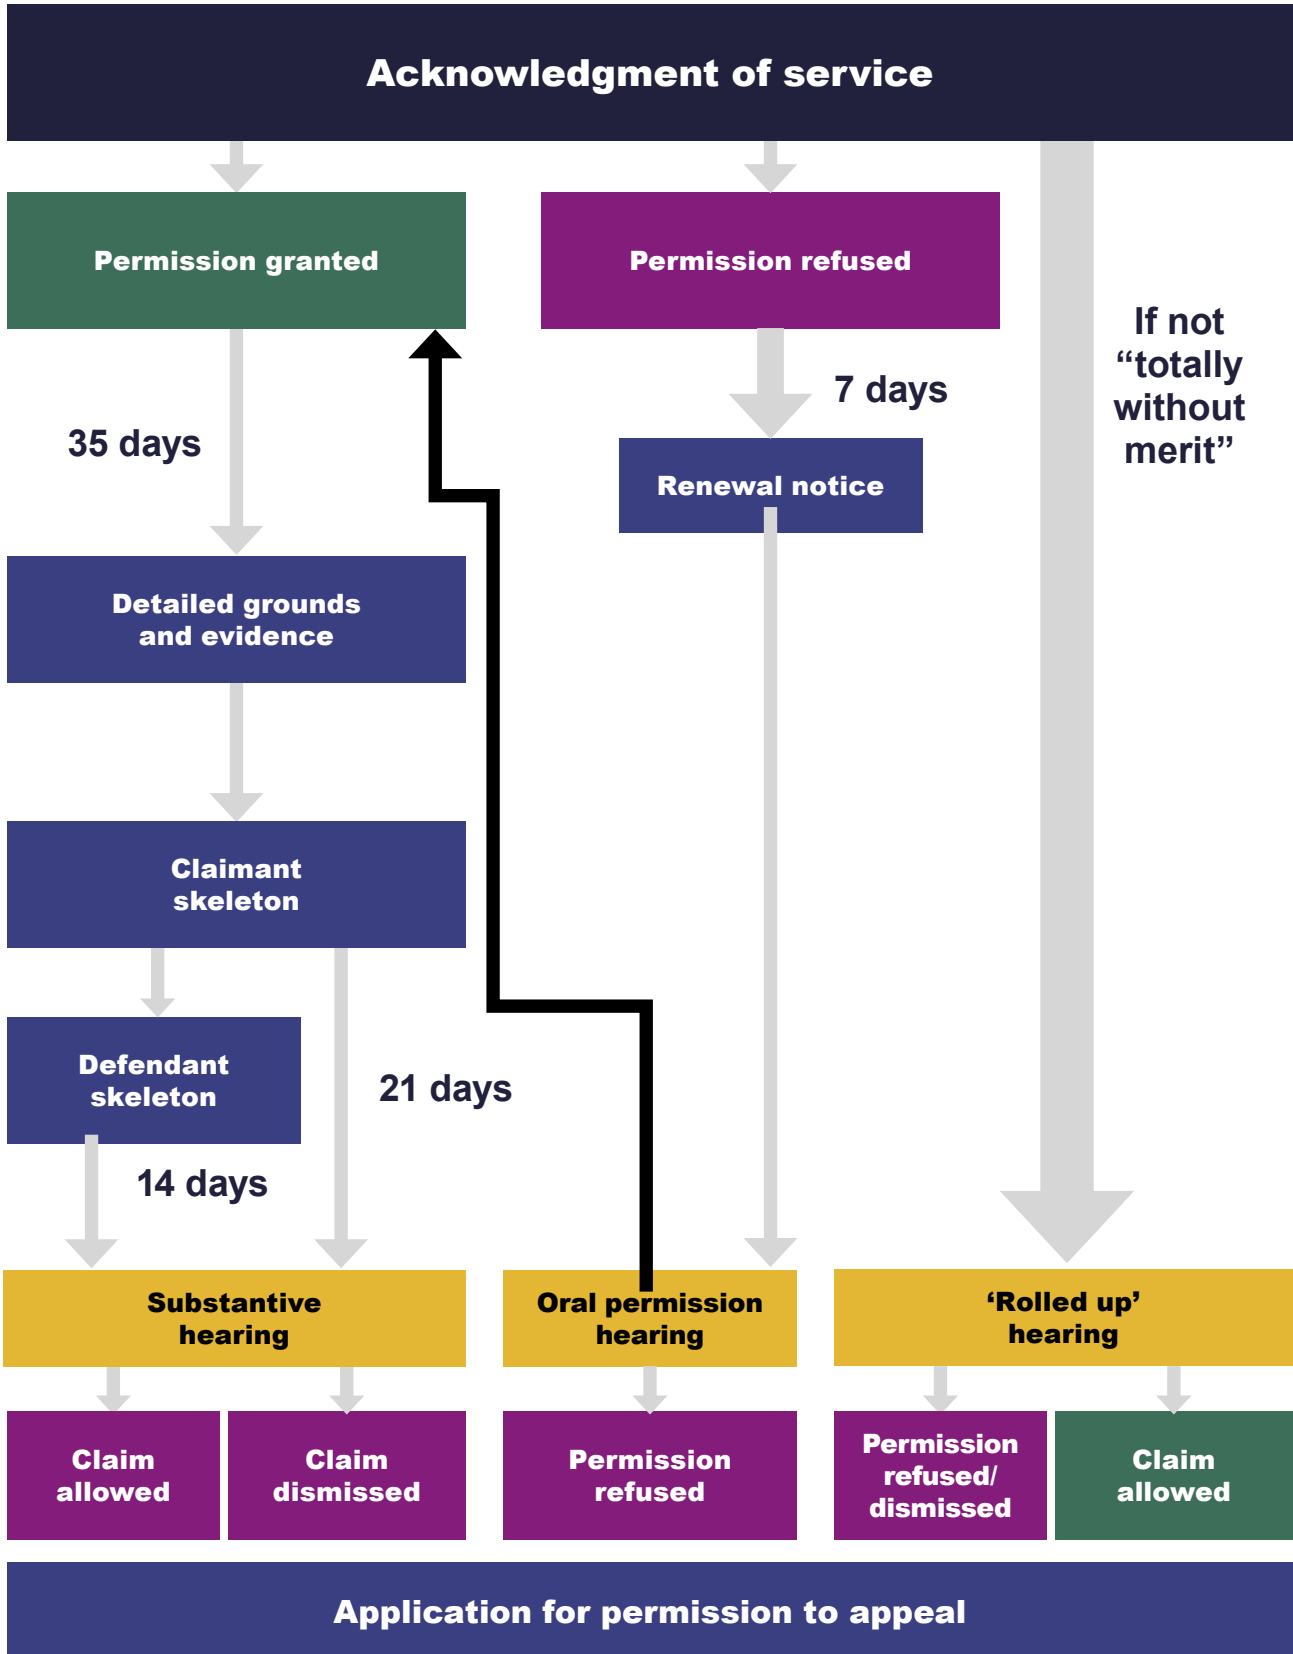 Acknowledgment of service
Permission granted
Permission refused
If not
“totally
without
merit”
7 days
35 days
Renewal notice
Detailed grounds
and evidence
Claimant
skeleton
Defendant
skeleton
21 days
14 days
Substantive
hearing
Oral permission
hearing
‘Rolled up’
hearing
Claim
allowed
Claim
dismissed
Permission
refused
Permission
refused/
dismissed
Claim
allowed
Application for permission to appeal